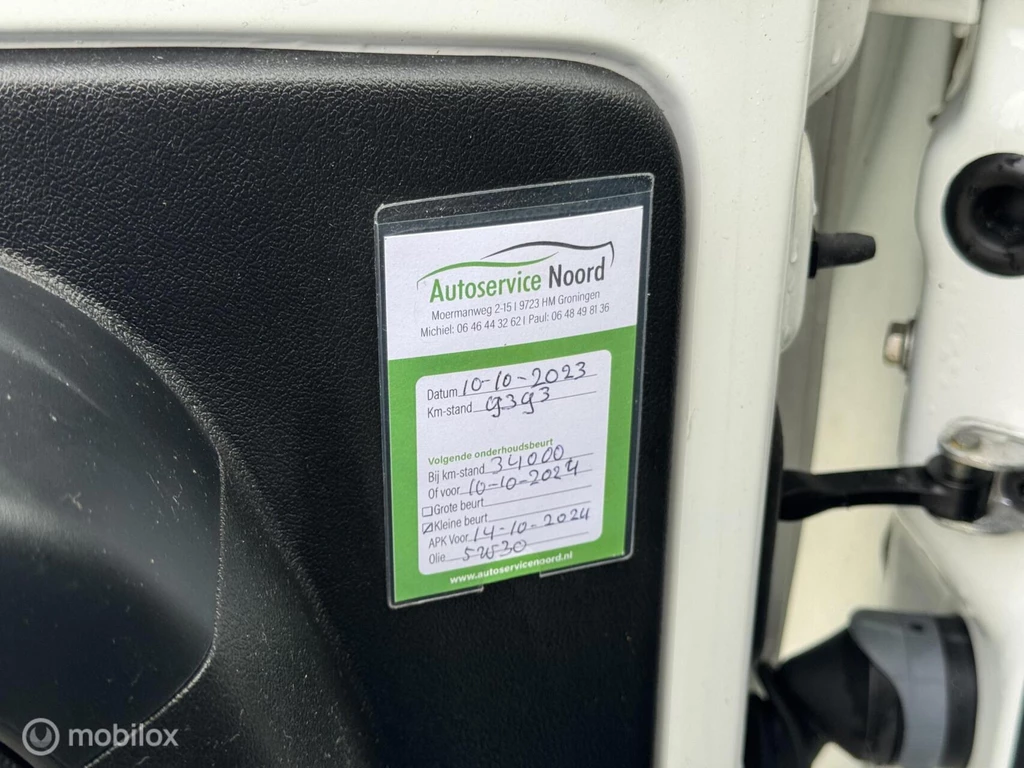 Autoservice Noord
Moermanweg 2-15 | 9723 HM Groningen
Michiel: 06 46 44 32 62 | Paul: 06 48 49 81 36
Datum 10-10-2023
Km-stand 9393
Volgende onderhoudsbeurt
Bij km-stand 34000
Of voor 10-10-2024
Grote beurt
Kleine beurt
APK Voor 14-10-2024
Olie 5W30
www.autoservicenoord.nl
mobilox